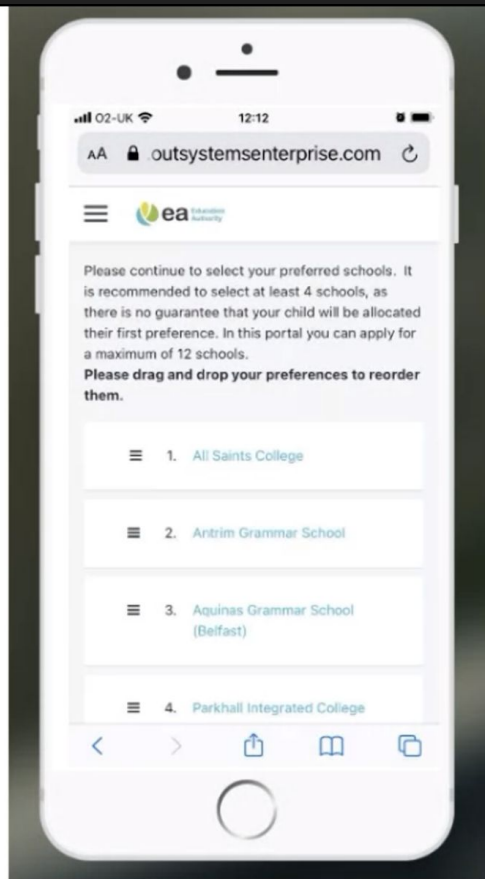 O2-UK
12:12
AA outsystemsenterprise.com
ea Education
Authority
Please continue to select your preferred schools. It
is recommended to select at least 4 schools, as
there is no guarantee that your child will be allocated
their first preference. In this portal you can apply for
a maximum of 12 schools.
Please drag and drop your preferences to reorder
them.
1. All Saints College
2. Antrim Grammar School
3. Aquinas Grammar School
(Belfast)
4. Parkhall Integrated College